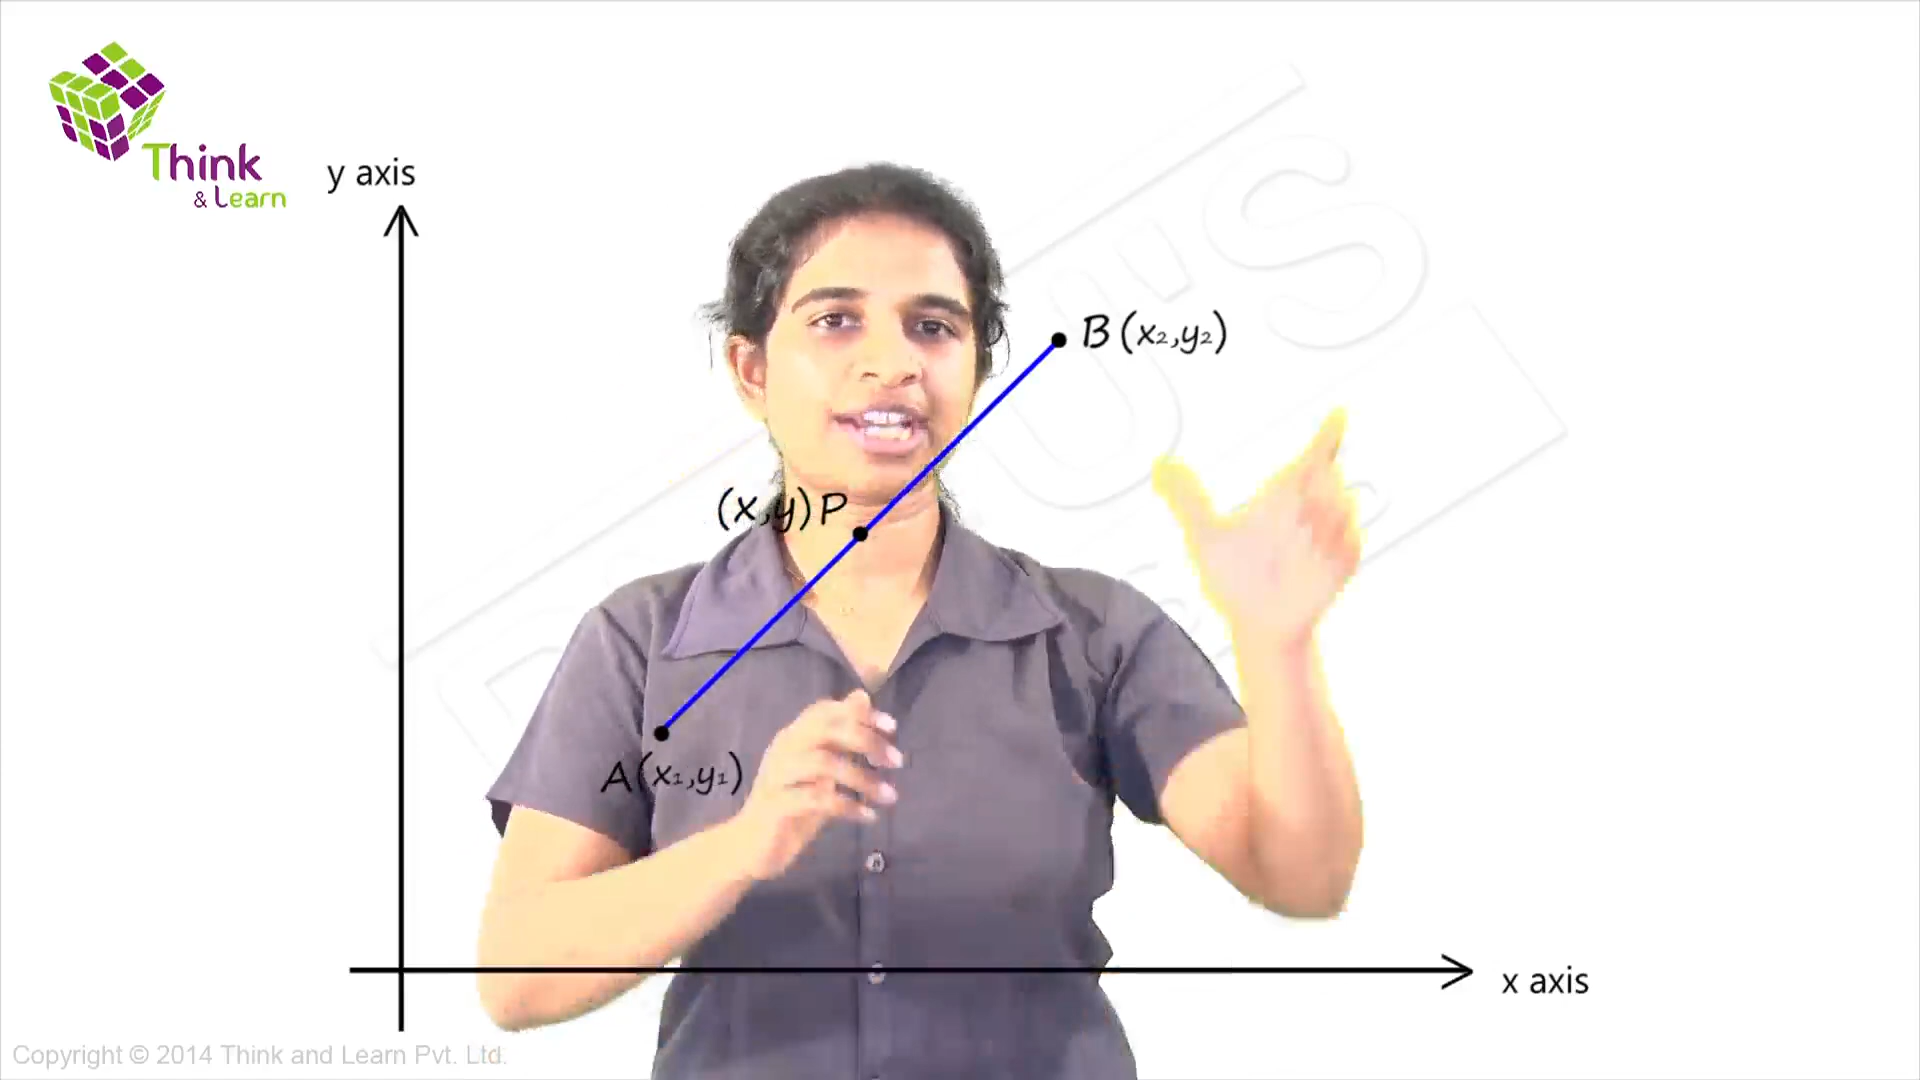 Think
& Learn
y axis
B (x₂,y₂)
(x,y) P
A (x₁,y₁)
x axis
Copyright © 2014 Think and Learn Pvt. Ltd.